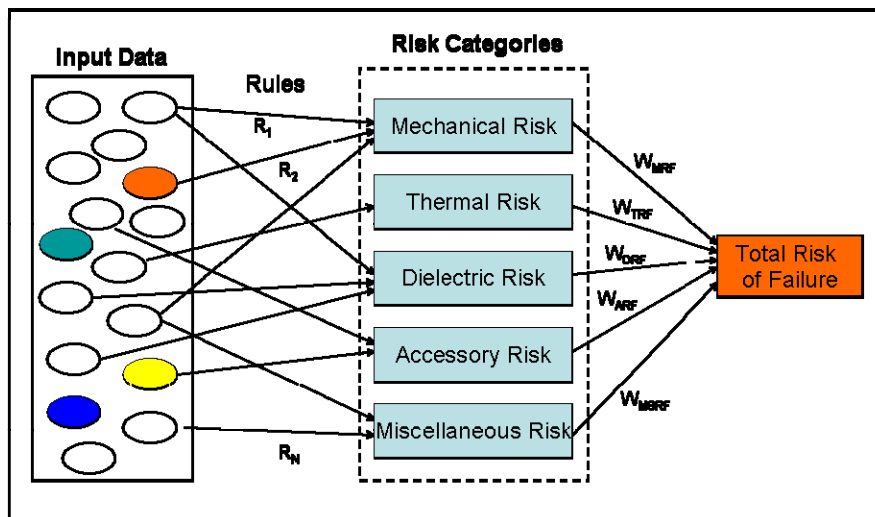 Input Data
Rules
Risk Categories
R1
R2
RN
Mechanical Risk
Thermal Risk
Dielectric Risk
Accessory Risk
Miscellaneous Risk
WMRF
WTRF
WDRF
WARF
WMSRF
Total Risk
of Failure